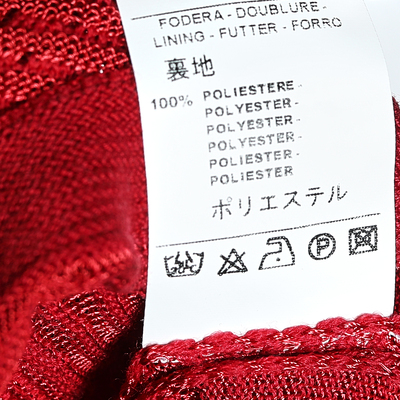 FODERA - DOUBLURE -
LINING - FUTTER - FORRO
裏地
100% POLIESTERE -
POLYESTER -
POLYESTER -
POLYESTERE -
POLIESTER -
POLIESTER
ポリエステル
P